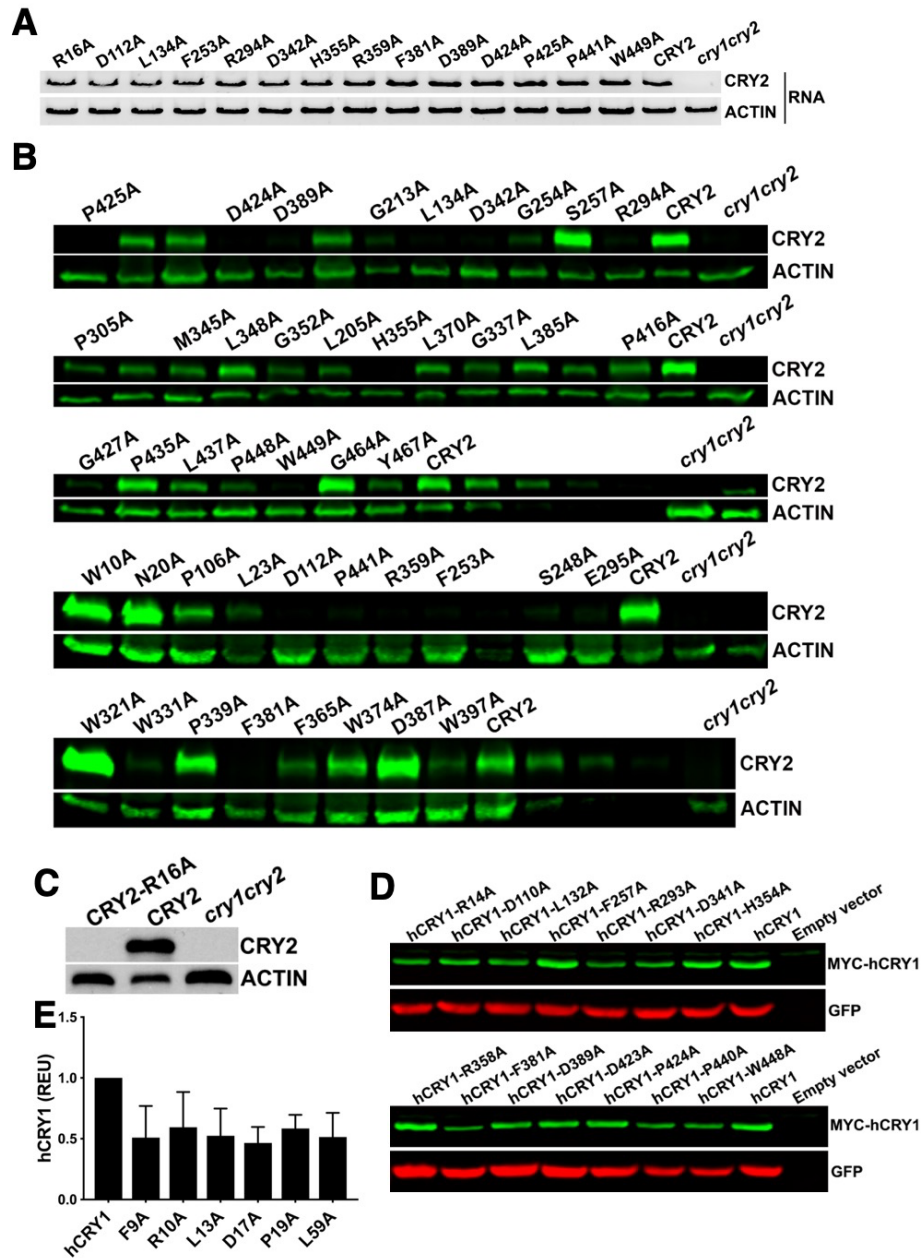 A
R16A D112A L134A F253A R294A D342A H355A R359A F381A D389A D424A P425A P441A W449A CRY2 cry1cry2
CRY2
ACTIN
RNA
B
P425A D424A D389A G213A L134A D342A G254A S257A R294A CRY2 cry1cry2
CRY2
ACTIN
P305A M345A L348A G352A L205A H355A L370A G337A L385A P416A CRY2 cry1cry2
CRY2
ACTIN
G427A P435A L437A P448A W449A G464A Y467A CRY2 cry1cry2
CRY2
ACTIN
W10A N20A P106A L23A D112A P441A R359A F253A S248A E295A CRY2 cry1cry2
CRY2
ACTIN
W321A W331A P339A F381A F365A W374A D387A W397A CRY2 cry1cry2
CRY2
ACTIN
C
CRY2-R16A CRY2 cry1cry2
CRY2
ACTIN
D
hCRY1-R14A hCRY1-D110A hCRY1-L132A hCRY1-F257A hCRY1-R293A hCRY1-D341A hCRY1-H354A hCRY1 Empty vector
MYC-hCRY1
GFP
hCRY1-R358A hCRY1-F381A hCRY1-D389A hCRY1-D423A hCRY1-P424A hCRY1-P440A hCRY1-W448A hCRY1 Empty vector
MYC-hCRY1
GFP
E
hCRY1 (REU)
1.5
1.0
0.5
0.0
hCRY1 F9A R10A L13A D17A P19A L59A